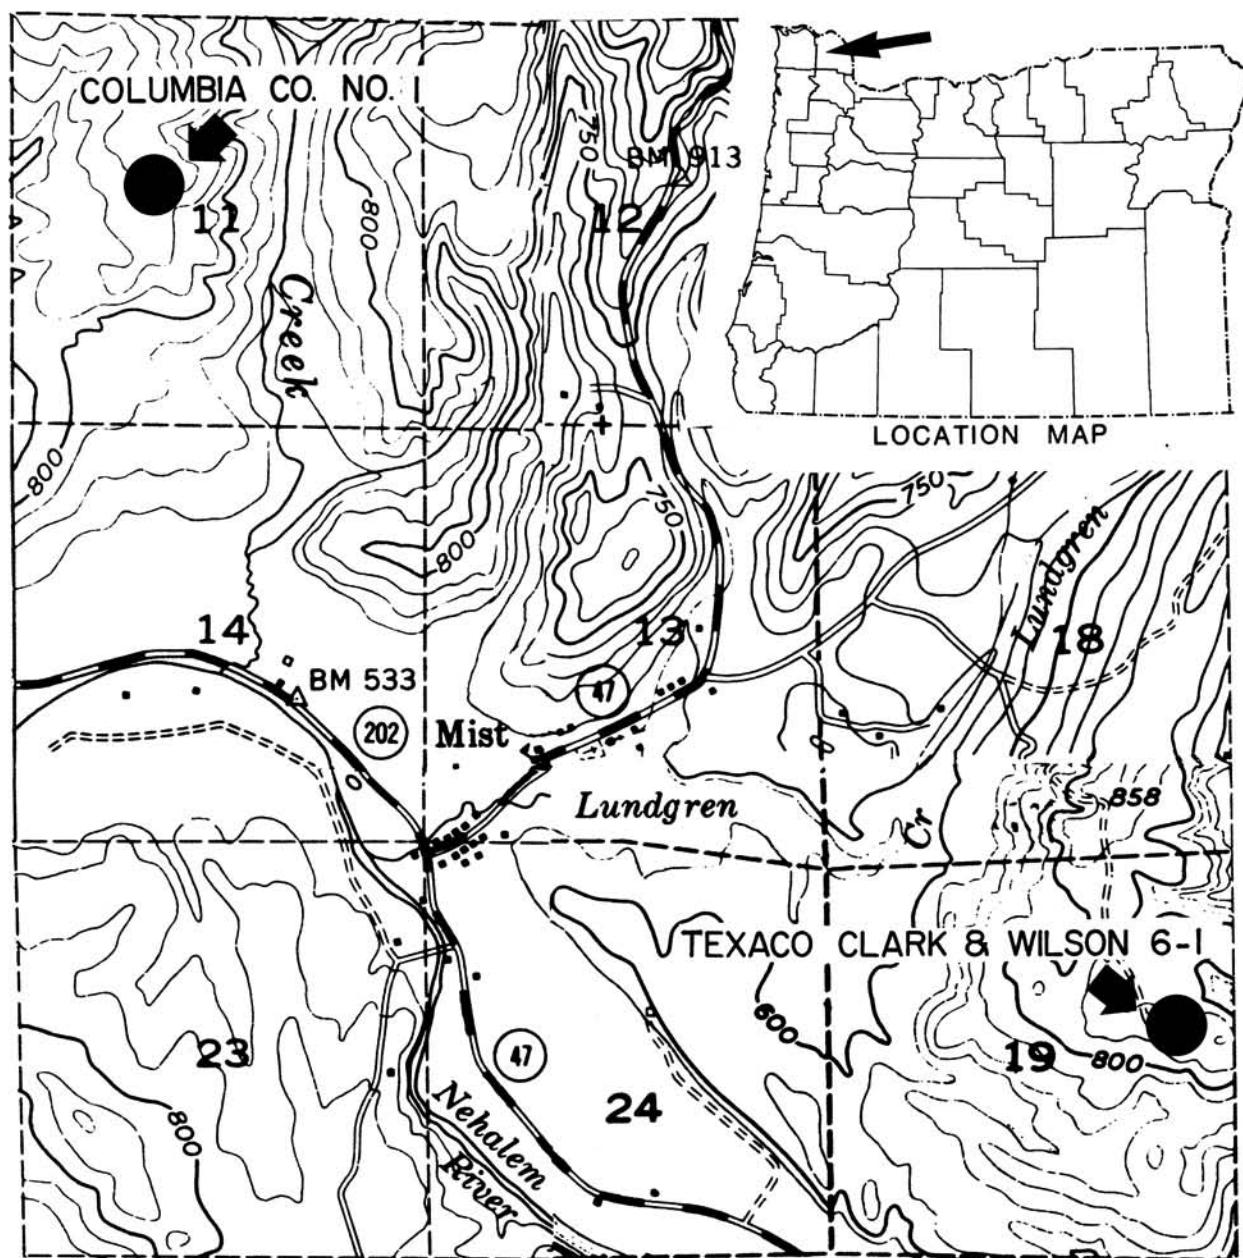 COLUMBIA CO. NO. 1
750
BM 913
11
12
800
Creek
LOCATION MAP
800
750
750
800
Lundgren
14
13
18
BM 533
47
202
Mist
Lundgren
Cr
858
TEXACO CLARK & WILSON 6-1
600
23
47
19
800
24
800
Nehalem
River